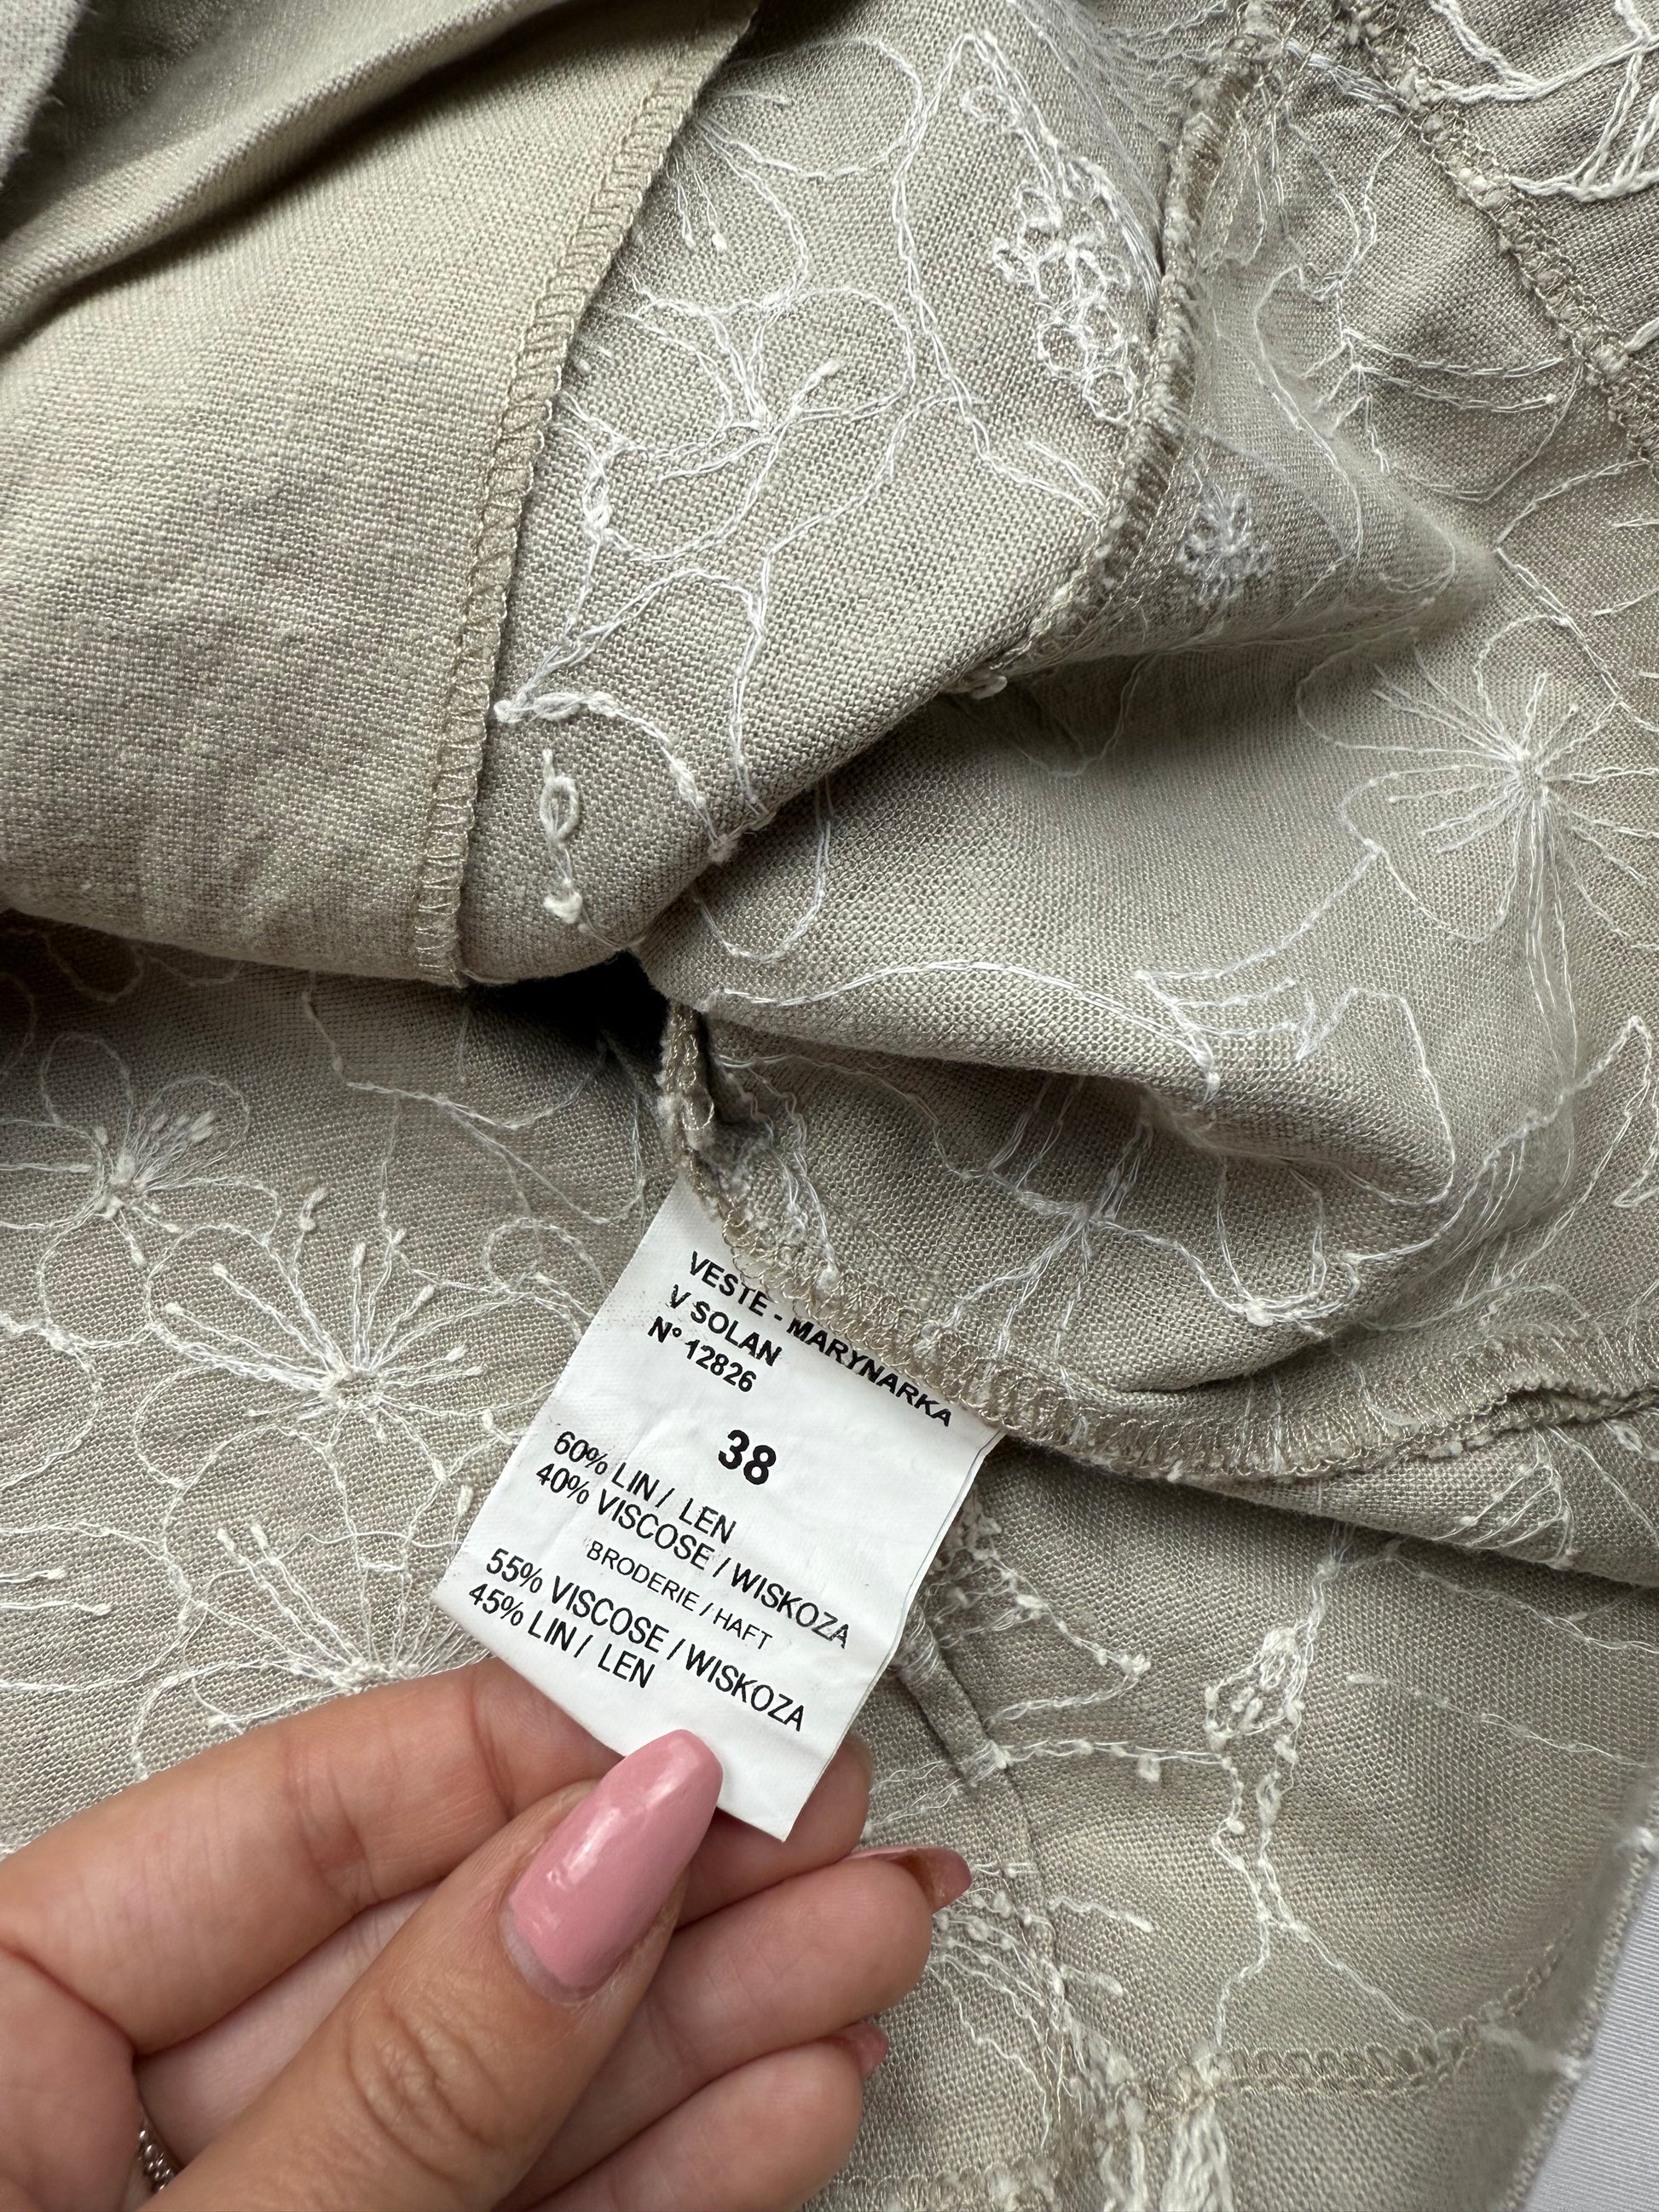 VESTE - MARYNARKA
V SOLAN
N° 12826
38
60% LIN / LEN
40% VISCOSE / WISKOZA
BRODERIE / HAFT
55% VISCOSE / WISKOZA
45% LIN / LEN